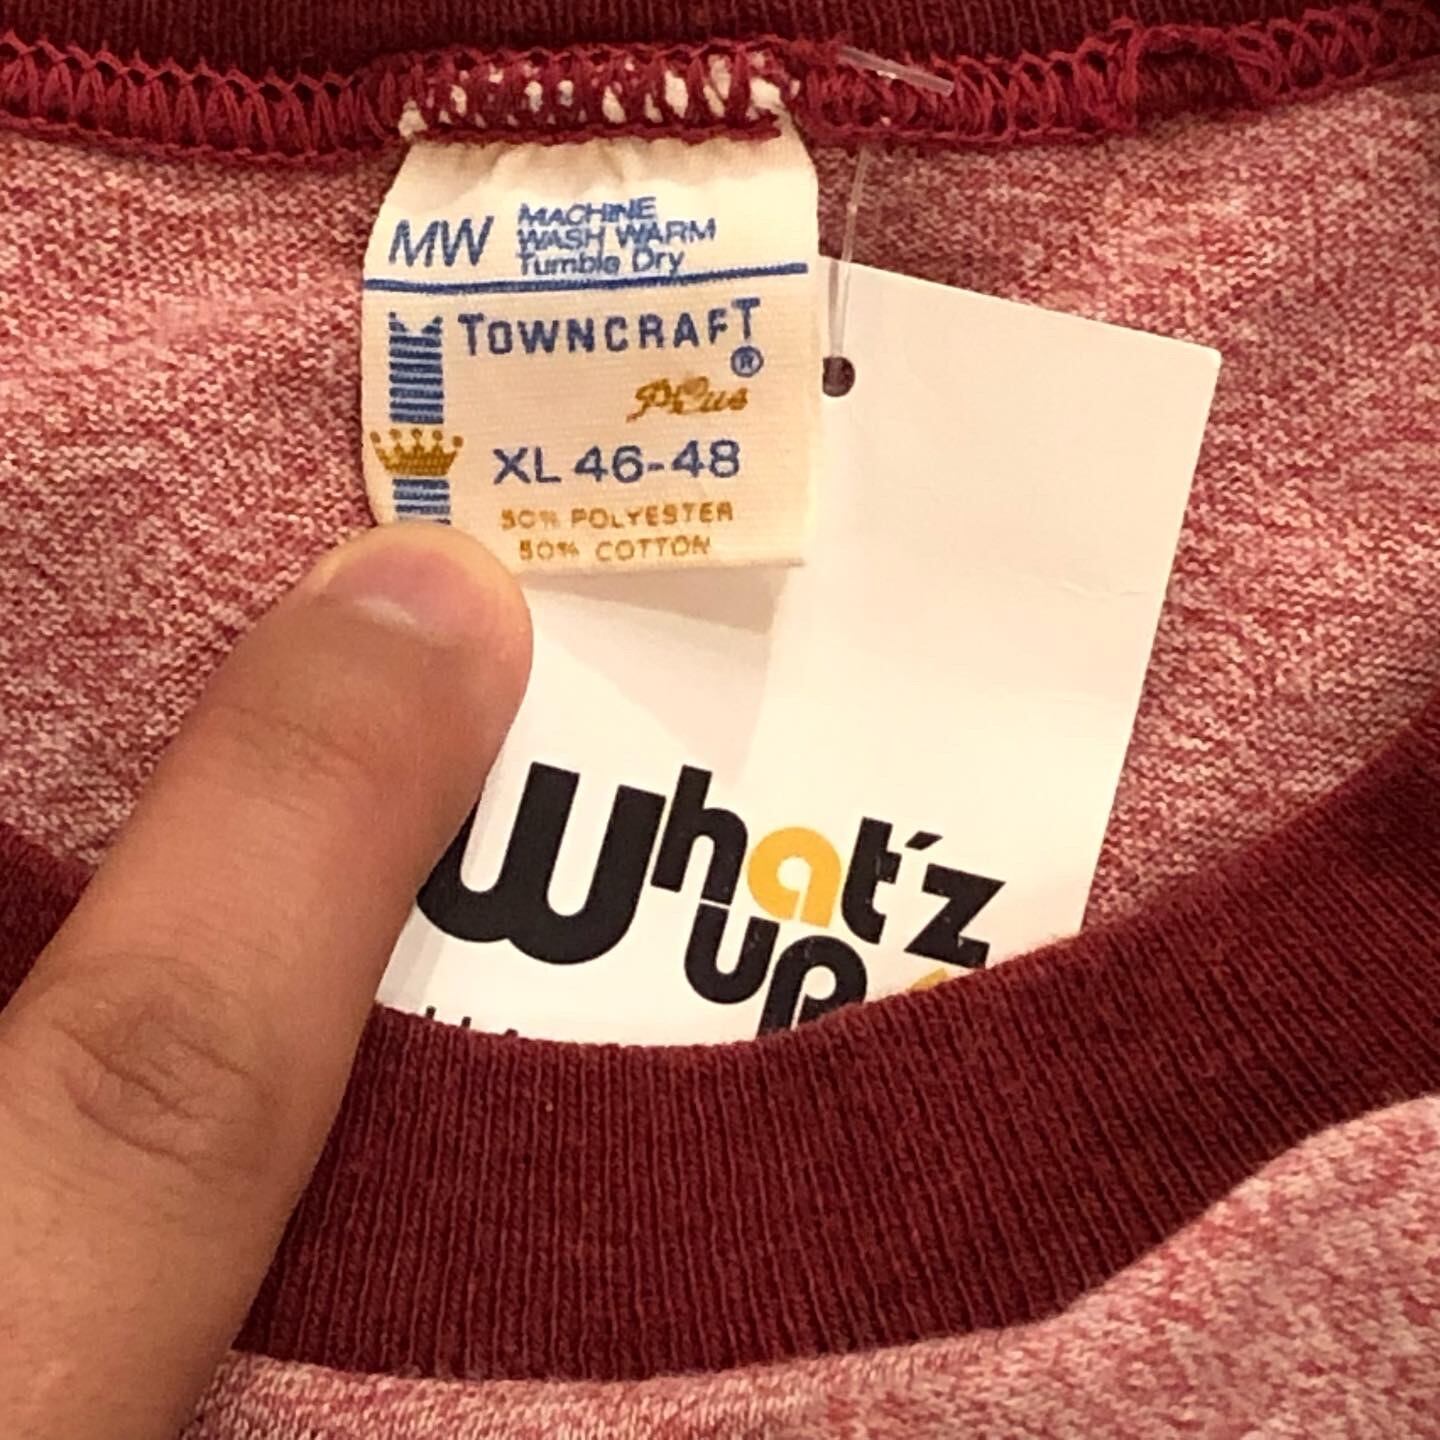 MW
MACHINE
WASH WARM
Tumble Dry
TOWNCRAFT
®
Plus
XL 46-48
50% POLYESTER
50% COTTON
What'z
up